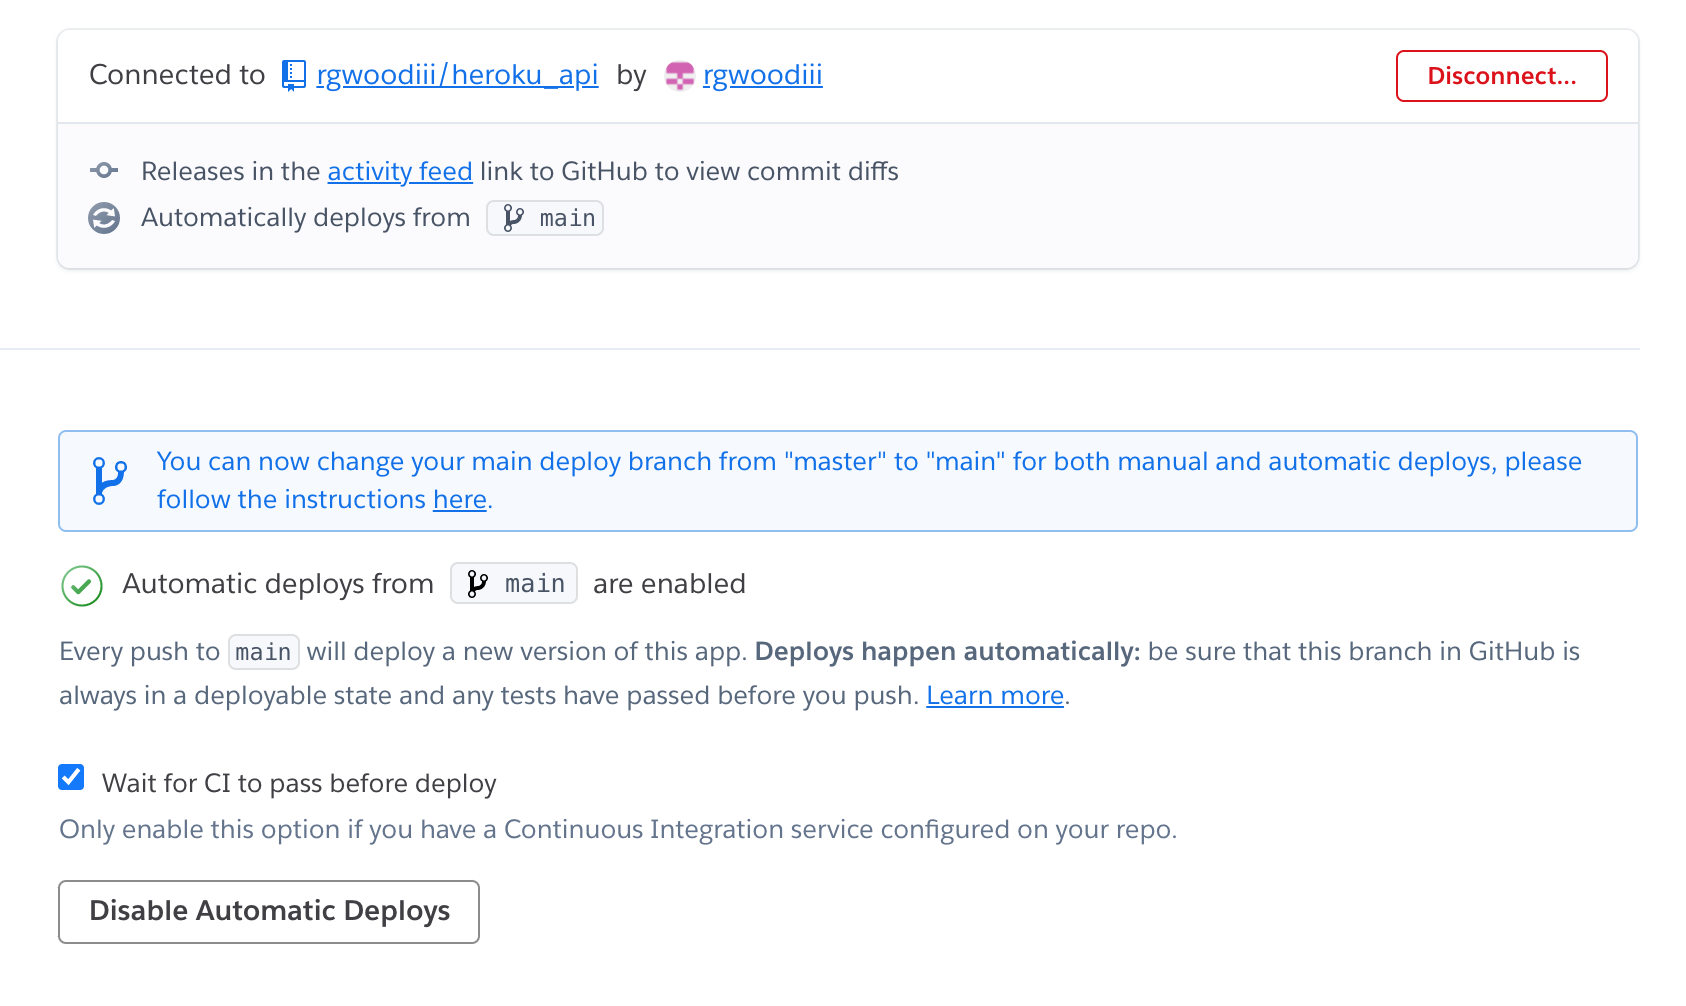 Connected to rgwoodiii/heroku_api by rgwoodiii Disconnect...
Releases in the activity feed link to GitHub to view commit diffs
Automatically deploys from main
You can now change your main deploy branch from "master" to "main" for both manual and automatic deploys, please
follow the instructions here.
Automatic deploys from main are enabled
Every push to main will deploy a new version of this app. Deploys happen automatically: be sure that this branch in GitHub is
always in a deployable state and any tests have passed before you push. Learn more.
Wait for CI to pass before deploy
Only enable this option if you have a Continuous Integration service configured on your repo.
Disable Automatic Deploys